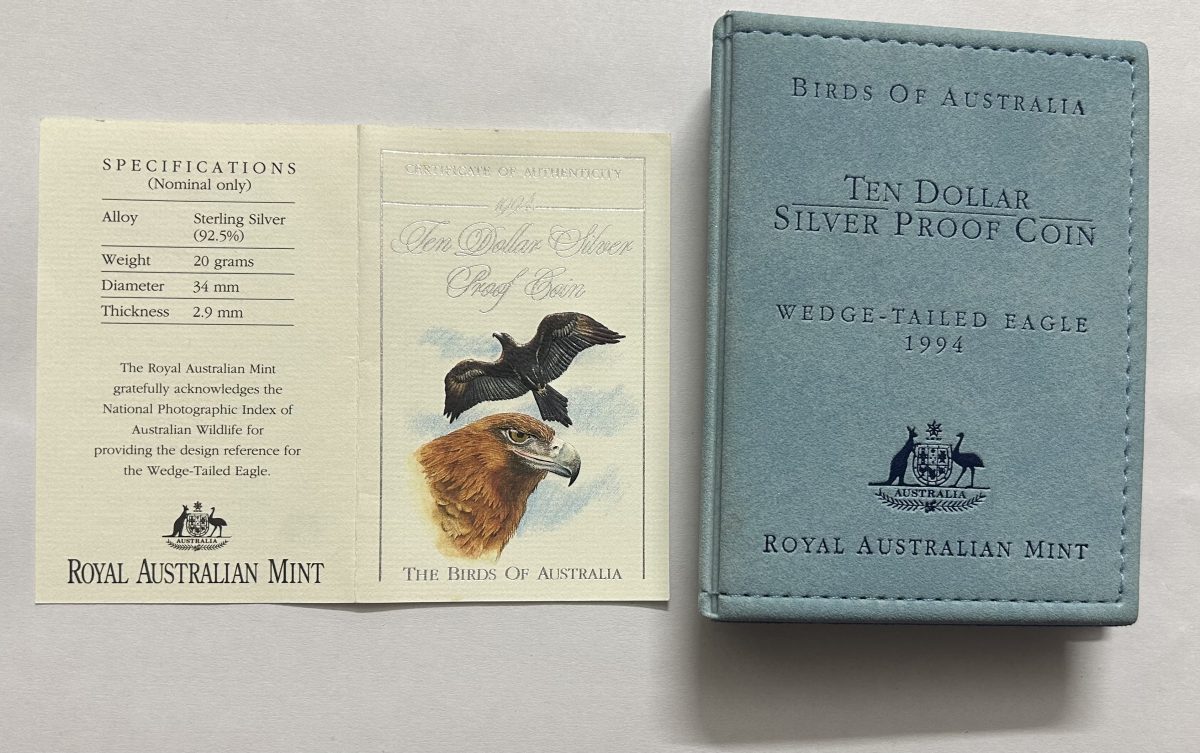 SPECIFICATIONS
(Nominal only)
Alloy Sterling Silver
(92.5%)
Weight 20 grams
Diameter 34 mm
Thickness 2.9 mm
The Royal Australian Mint
gratefully acknowledges the
National Photographic Index of
Australian Wildlife for
providing the design reference for
the Wedge-Tailed Eagle.
AUSTRALIA
ROYAL AUSTRALIAN MINT
CERTIFICATE OF AUTHENTICITY
Ten Dollar Silver
Proof Coin
THE BIRDS OF AUSTRALIA
BIRDS OF AUSTRALIA
TEN DOLLAR
SILVER PROOF COIN
WEDGE-TAILED EAGLE
1994
AUSTRALIA
ROYAL AUSTRALIAN MINT